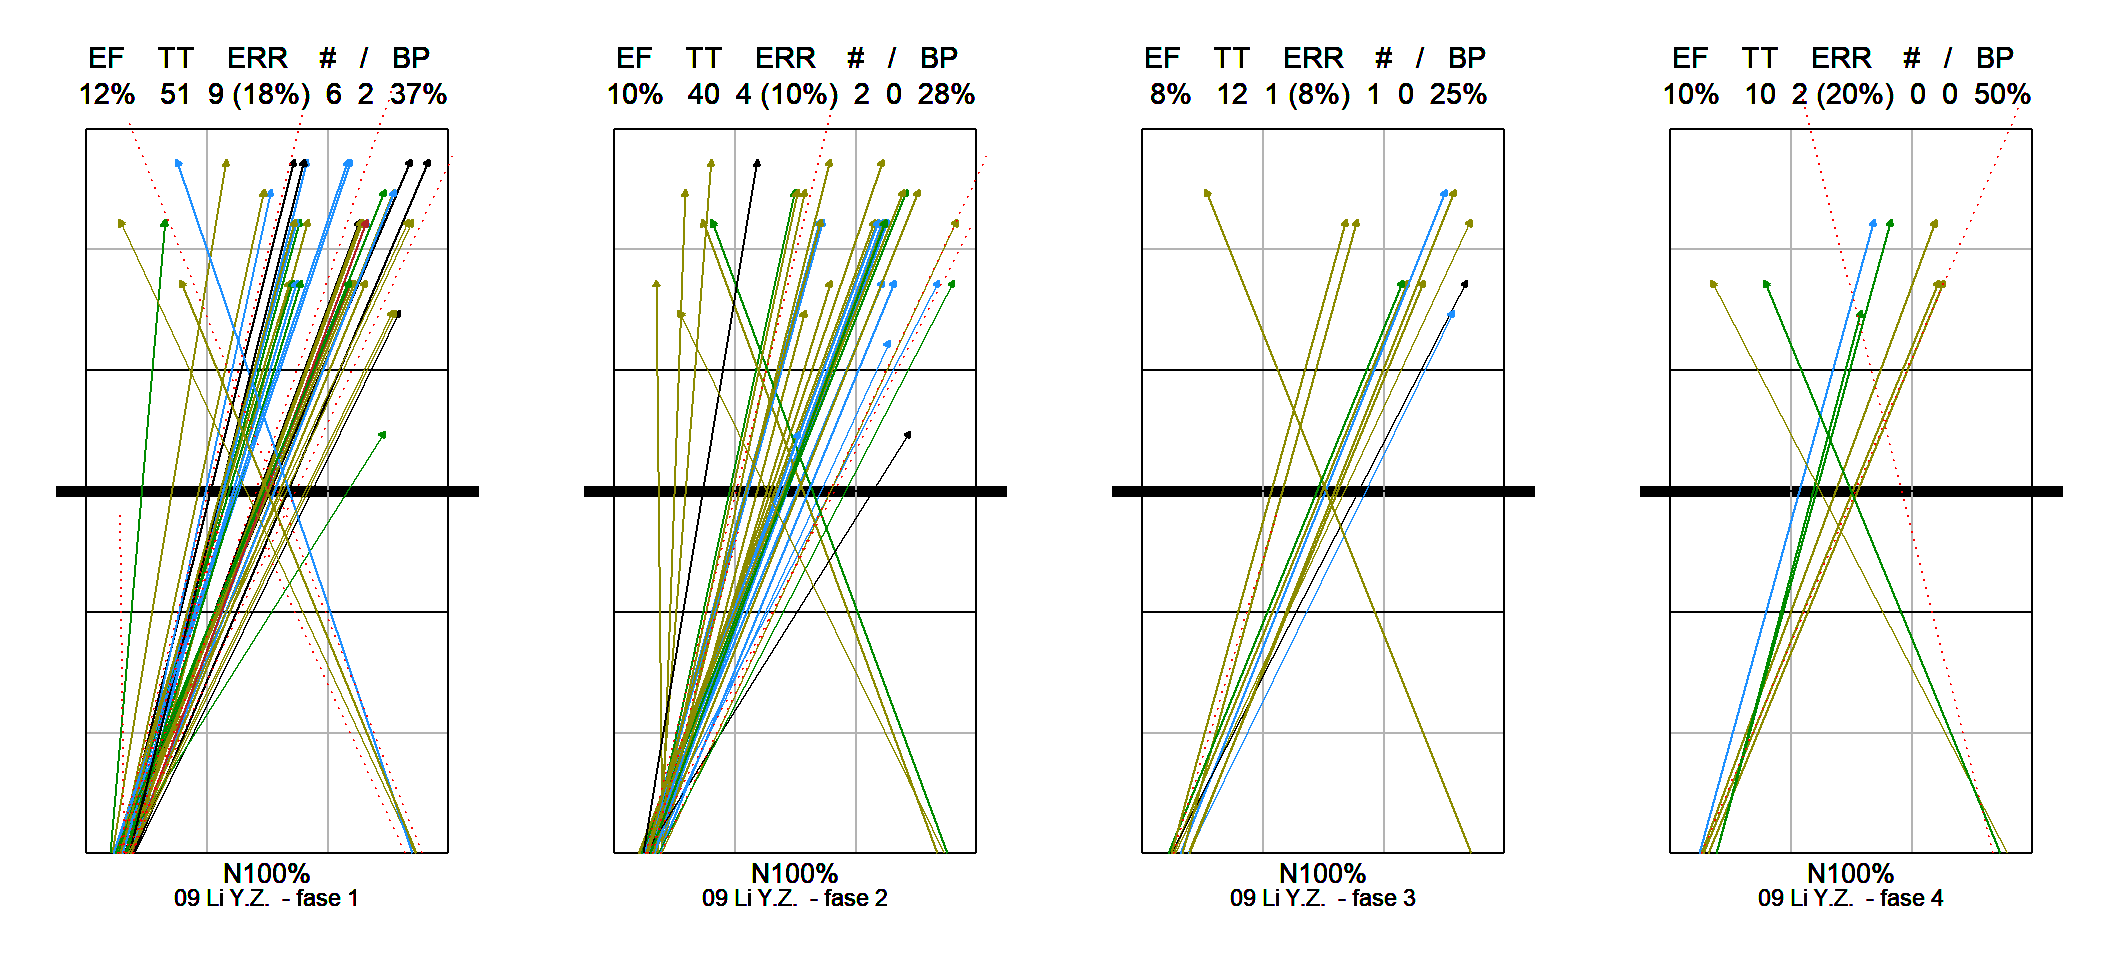 EF TT ERR # / BP EF TT ERR # / BP EF TT ERR # / BP EF TT ERR # / BP
12% 51 9 (18%) 6 2 37% 10% 40 4 (10%) 2 0 28% 8% 12 1 (8%) 1 0 25% 10% 10 2 (20%) 0 0 50%
N100% N100% N100% N100%
09 Li Y.Z. - fase 1 09 Li Y.Z. - fase 2 09 Li Y.Z. - fase 3 09 Li Y.Z. - fase 4